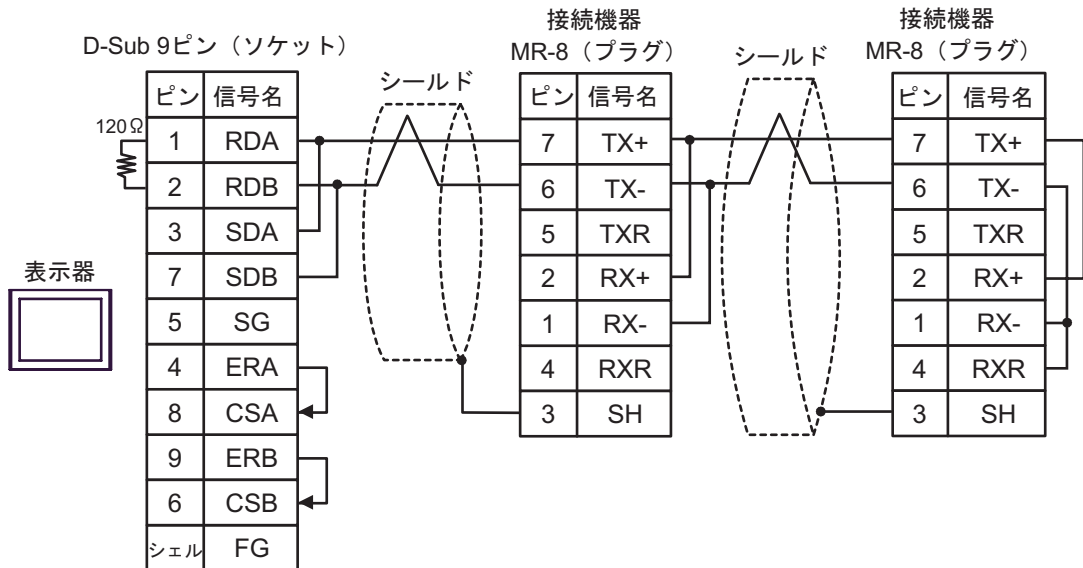 D-Sub 9ピン（ソケット）
ピン 信号名
1 RDA
2 RDB
3 SDA
7 SDB
5 SG
4 ERA
8 CSA
9 ERB
6 CSB
シェル FG
120Ω
表示器
シールド
接続機器
MR-8（プラグ）
ピン 信号名
7 TX+
6 TX-
5 TXR
2 RX+
1 RX-
4 RXR
3 SH
シールド
接続機器
MR-8（プラグ）
ピン 信号名
7 TX+
6 TX-
5 TXR
2 RX+
1 RX-
4 RXR
3 SH